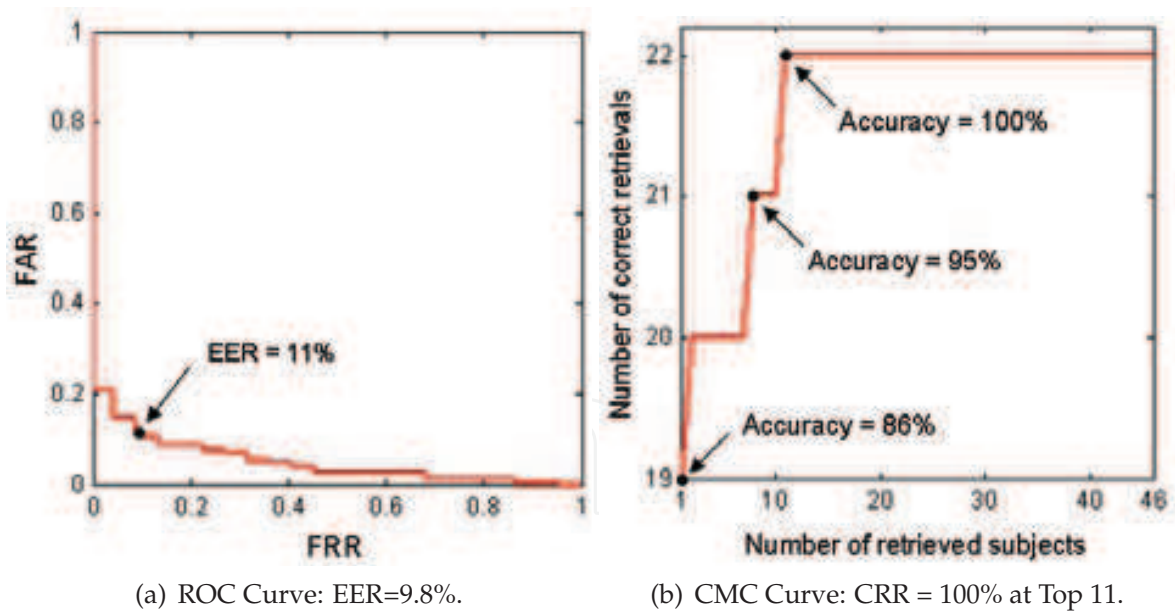 1
0.8
0.6
0.4
0.2
0
FAR
EER = 11%
0 0.2 0.4 0.6 0.8 1
FRR
(a) ROC Curve: EER=9.8%.
22
21
20
19
Number of correct retrievals
Accuracy = 100%
Accuracy = 95%
Accuracy = 86%
1 10 20 30 40 46
Number of retrieved subjects
(b) CMC Curve: CRR = 100% at Top 11.